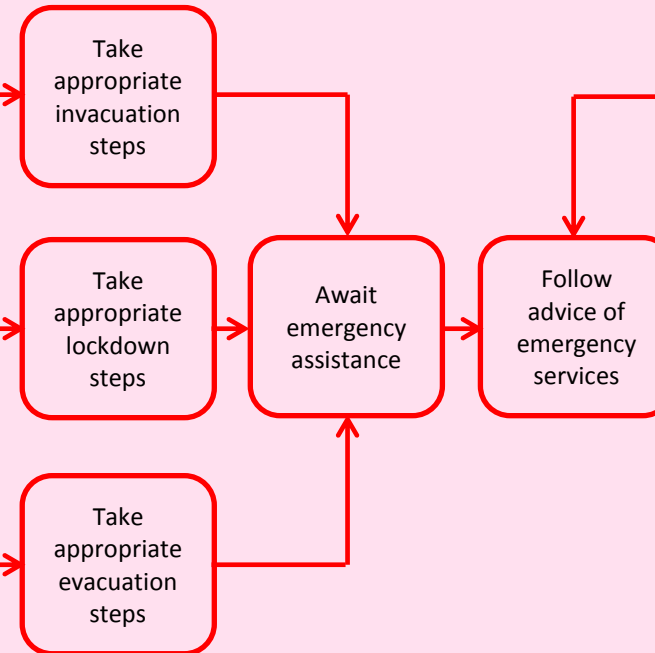 Take
appropriate
invacuation
steps
Take
appropriate
lockdown
steps
Await
emergency
assistance
Follow
advice of
emergency
services
Take
appropriate
evacuation
steps